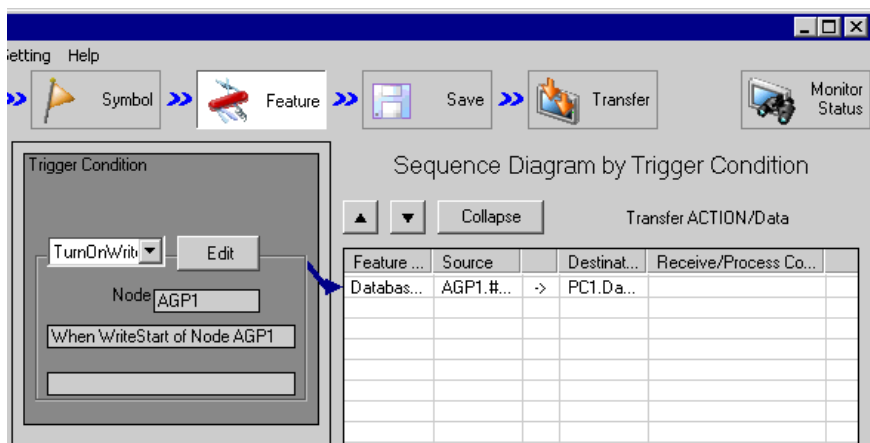 Setting Help
Symbol Feature Save Transfer Monitor Status
Trigger Condition
TurnOnWrit Edit
Node AGP1
When WriteStart of Node AGP1
Sequence Diagram by Trigger Condition
Collapse Transfer ACTION/Data
Feature ... Source Destinat... Receive/Process Co...
Databas... AGP1.#... -> PC1.Da...